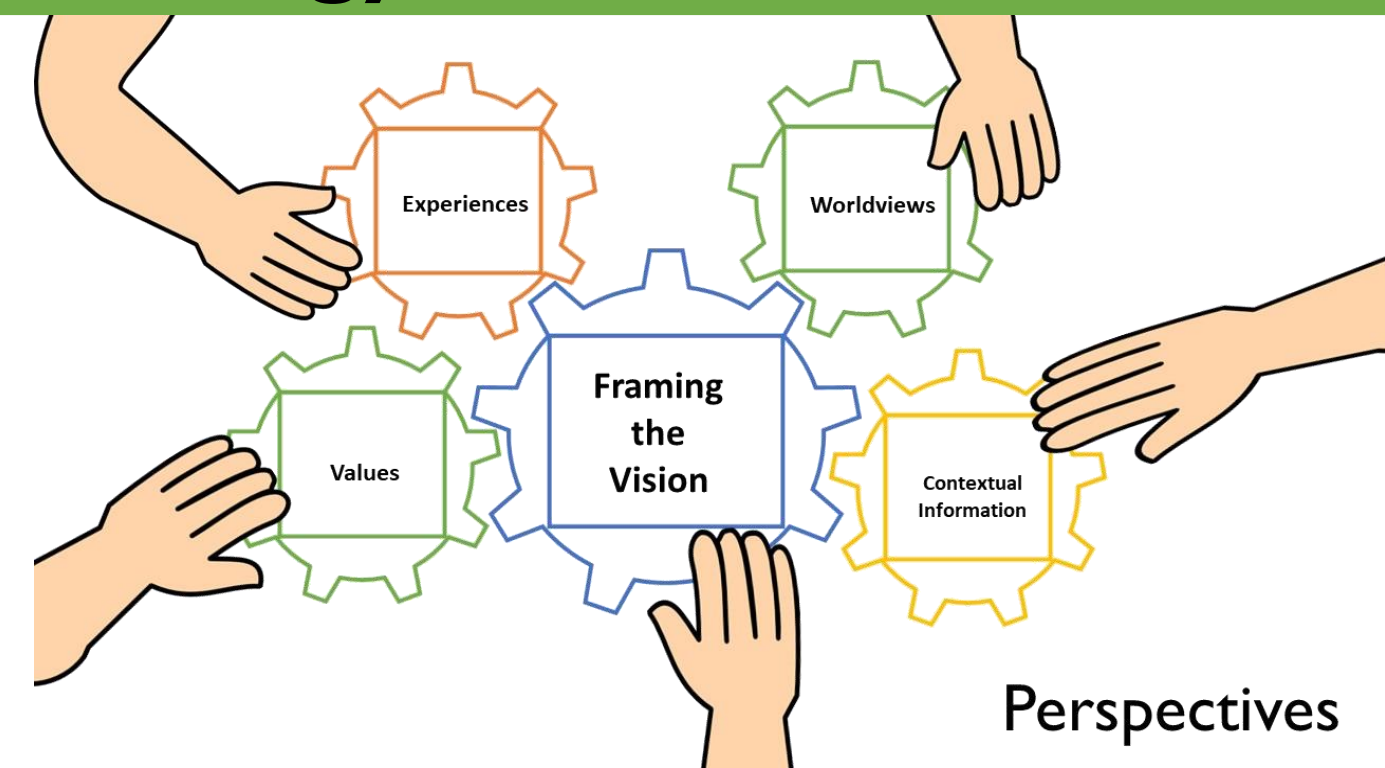 Experiences
Worldviews
Framing
the
Vision
Values
Contextual
Information
Perspectives